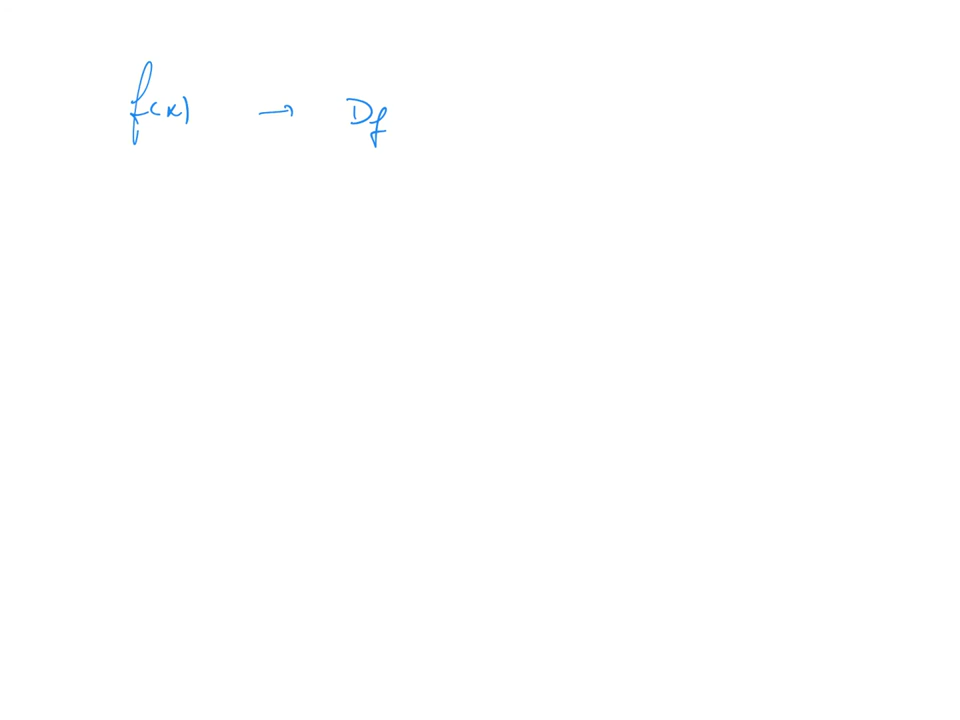 f(x) → Df